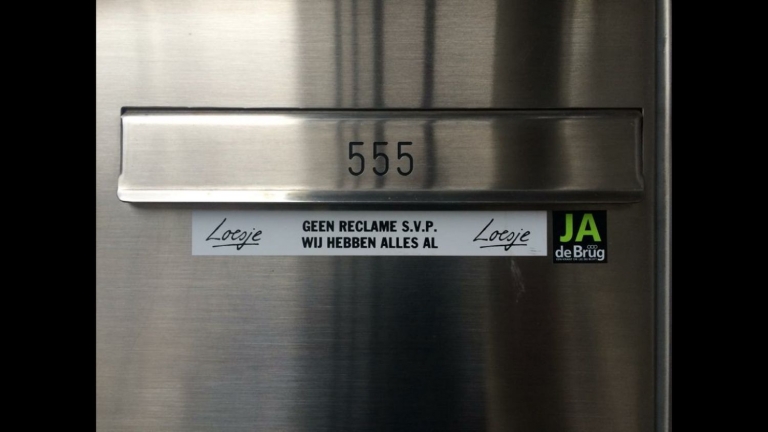 555
Loesje GEEN RECLAME S.V.P. Loesje
WIJ HEBBEN ALLES AL
JA
de Brug